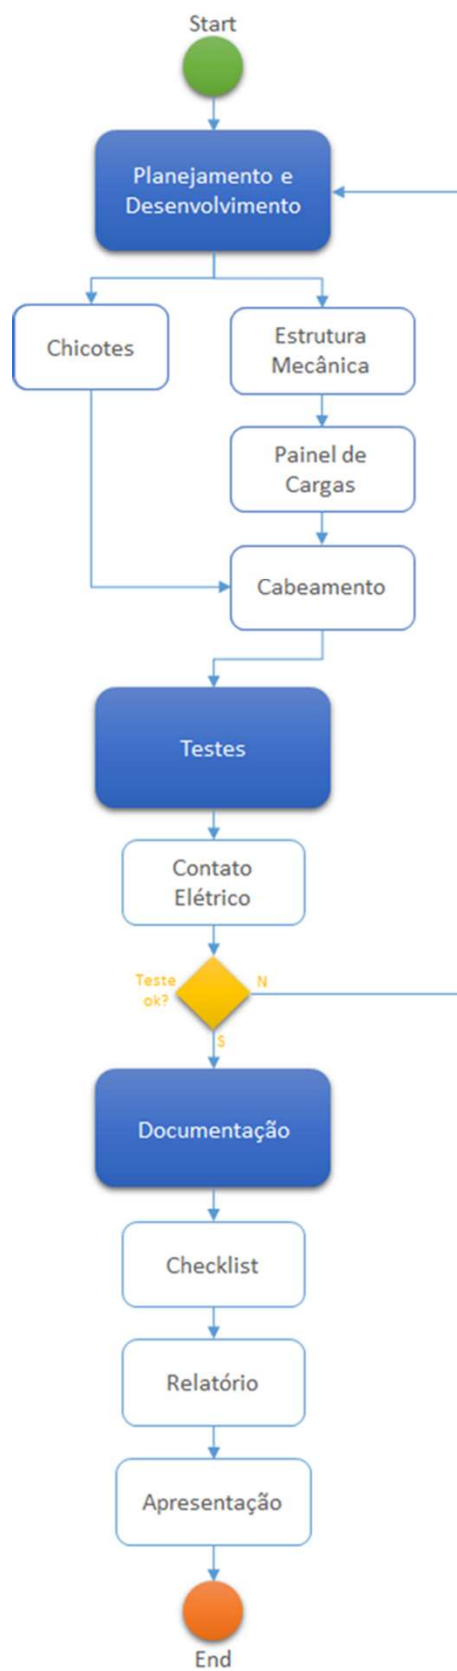 Start
Planejamento e
Desenvolvimento
Chicotes
Estrutura
Mecânica
Painel de
Cargas
Cabeamento
Testes
Contato
Elétrico
Teste
ok?
N
S
Documentação
Checklist
Relatório
Apresentação
End